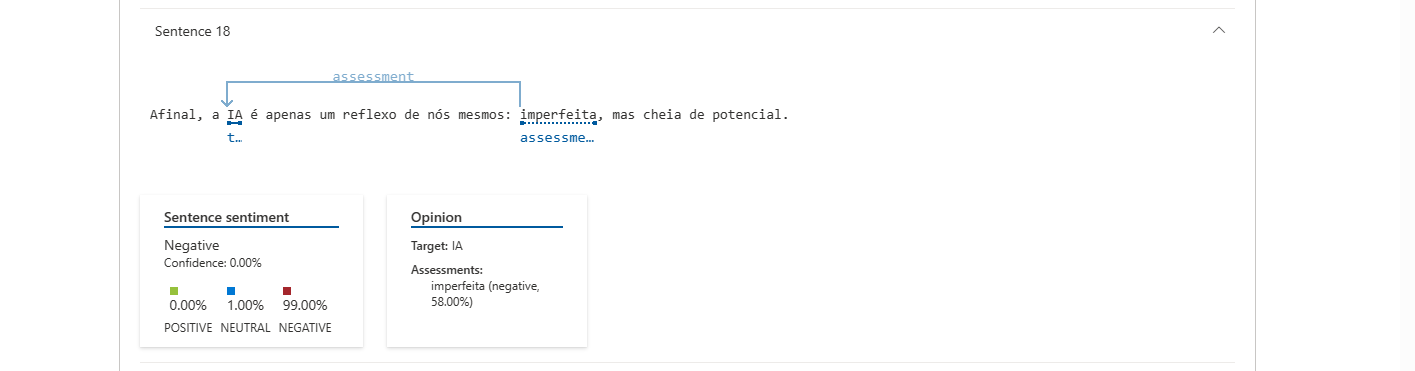 Sentence 18
assessment
Afinal, a IA é apenas um reflexo de nós mesmos: imperfeita, mas cheia de potencial.
t… assessme…
Sentence sentiment
Negative
Confidence: 0.00%
0.00% 1.00% 99.00%
POSITIVE NEUTRAL NEGATIVE
Opinion
Target: IA
Assessments:
imperfeita (negative,
58.00%)